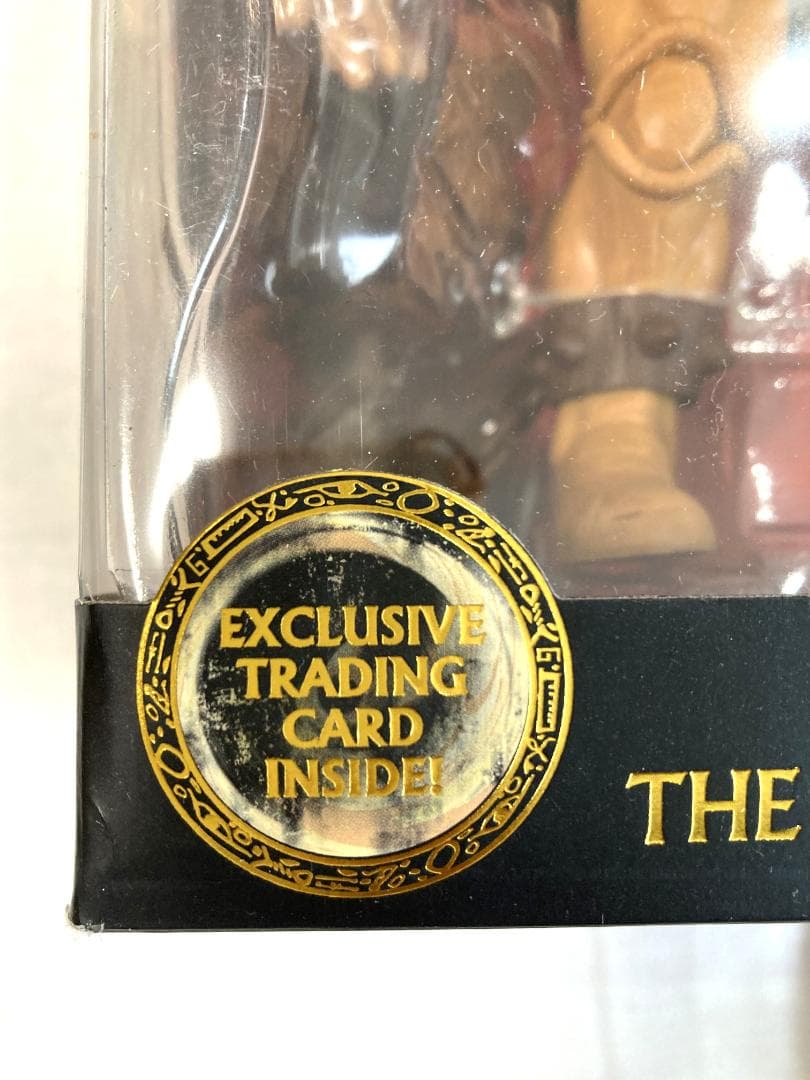 EXCLUSIVE
TRADING
CARD
INSIDE!
THE